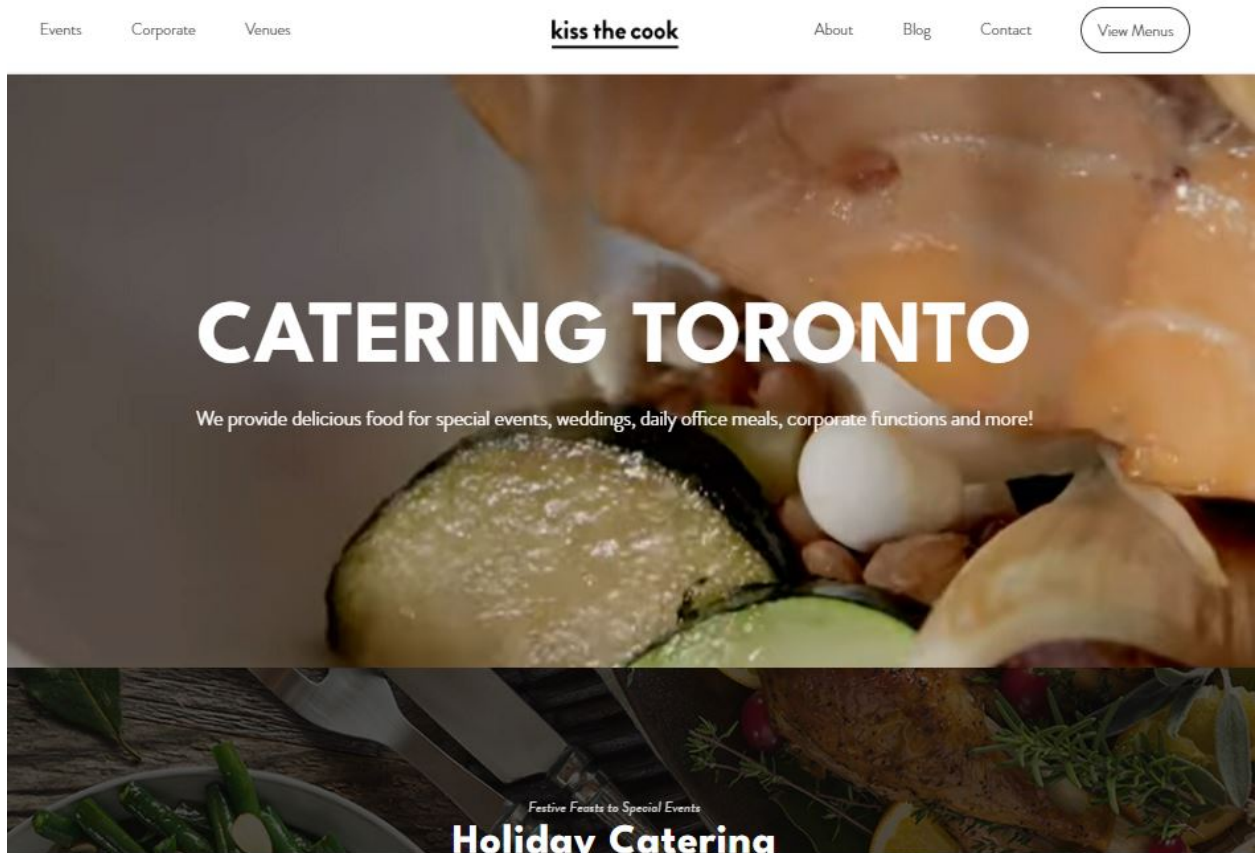 Events Corporate Venues kiss the cook About Blog Contact View Menus
CATERING TORONTO
We provide delicious food for special events, weddings, daily office meals, corporate functions and more!
Festive Feasts to Special Events
Holiday Catering